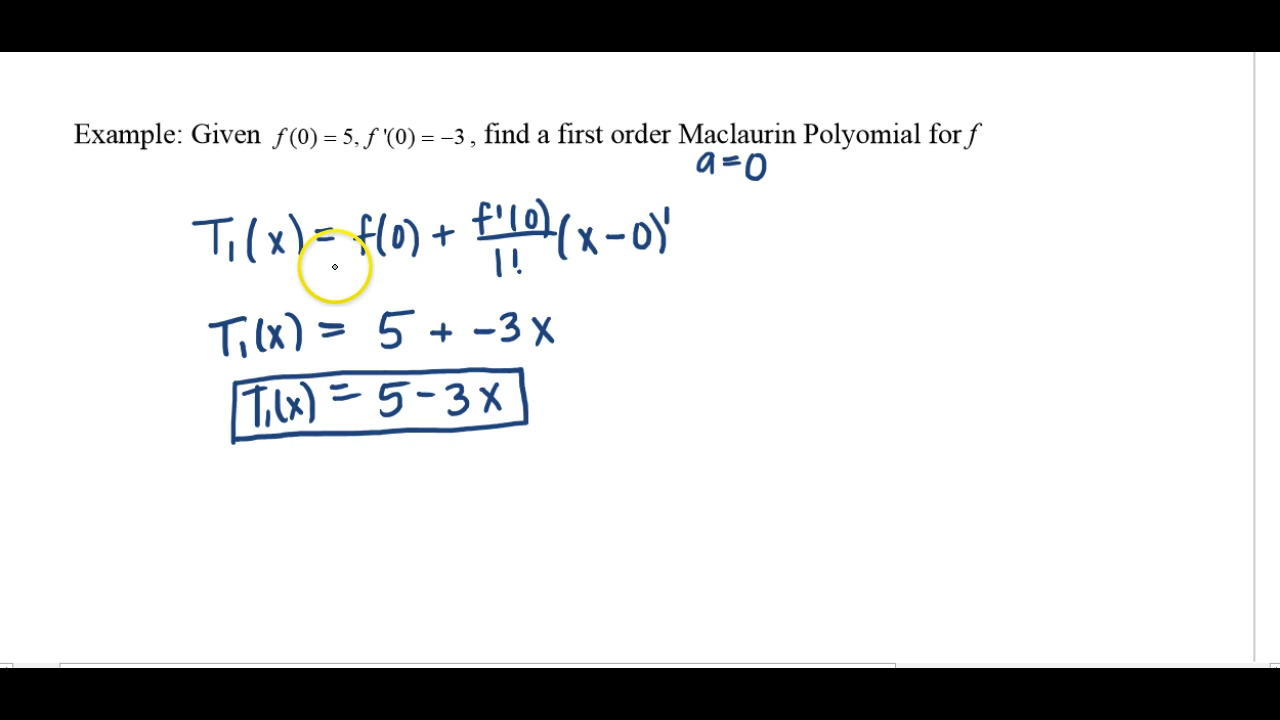 Example: Given f(0) = 5, f '(0) = −3, find a first order Maclaurin Polyomial for f
a = 0
T₁(x) = f(0) + f'(0)/1! (x − 0)¹
T₁(x) = 5 + −3x
T₁(x) = 5 − 3x